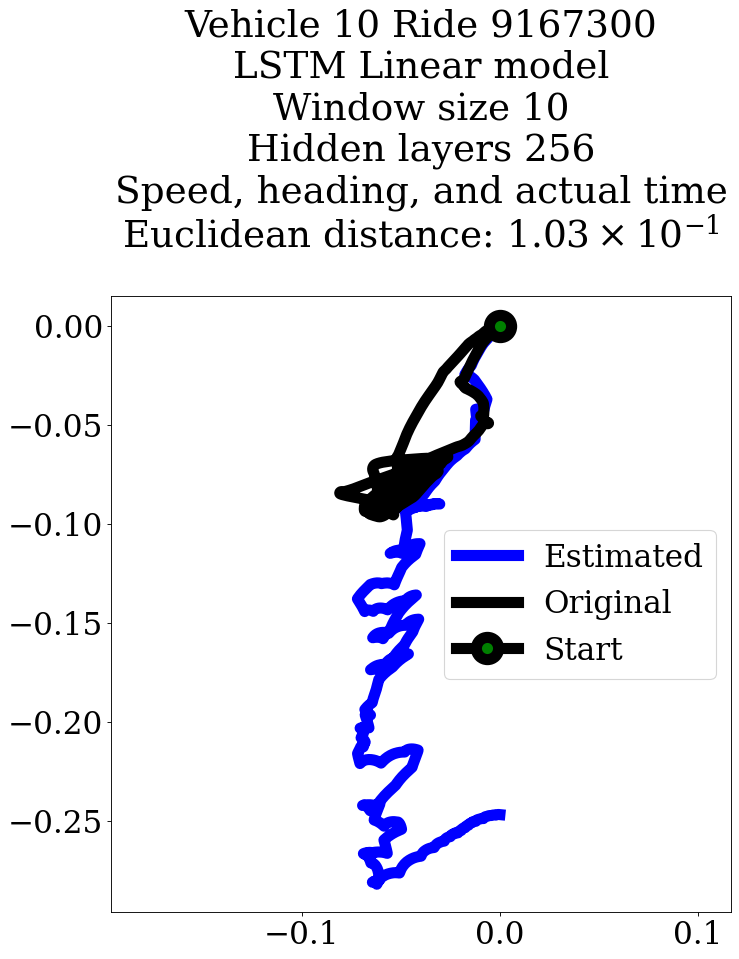 Vehicle 10 Ride 9167300
LSTM Linear model
Window size 10
Hidden layers 256
Speed, heading, and actual time
Euclidean distance: 1.03 × 10⁻¹
0.00
−0.05
−0.10
−0.15
−0.20
−0.25
Estimated
Original
Start
−0.1
0.0
0.1